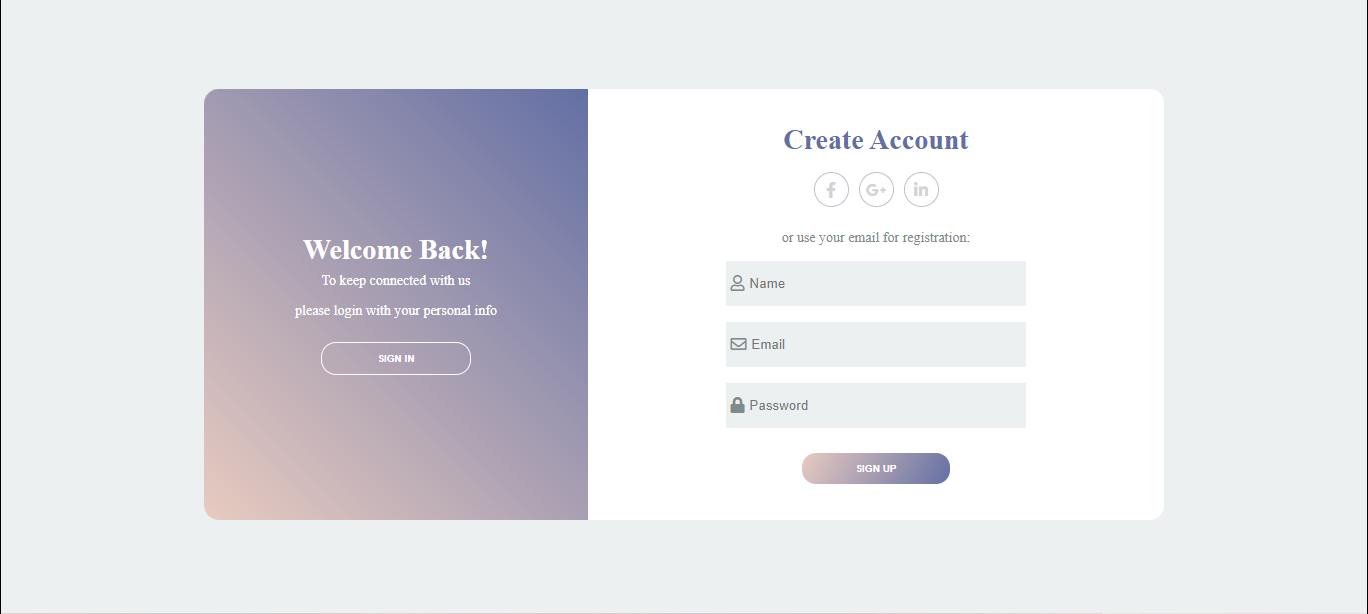 Welcome Back!
To keep connected with us
please login with your personal info
SIGN IN
Create Account
f G+ in
or use your email for registration:
Name
Email
Password
SIGN UP